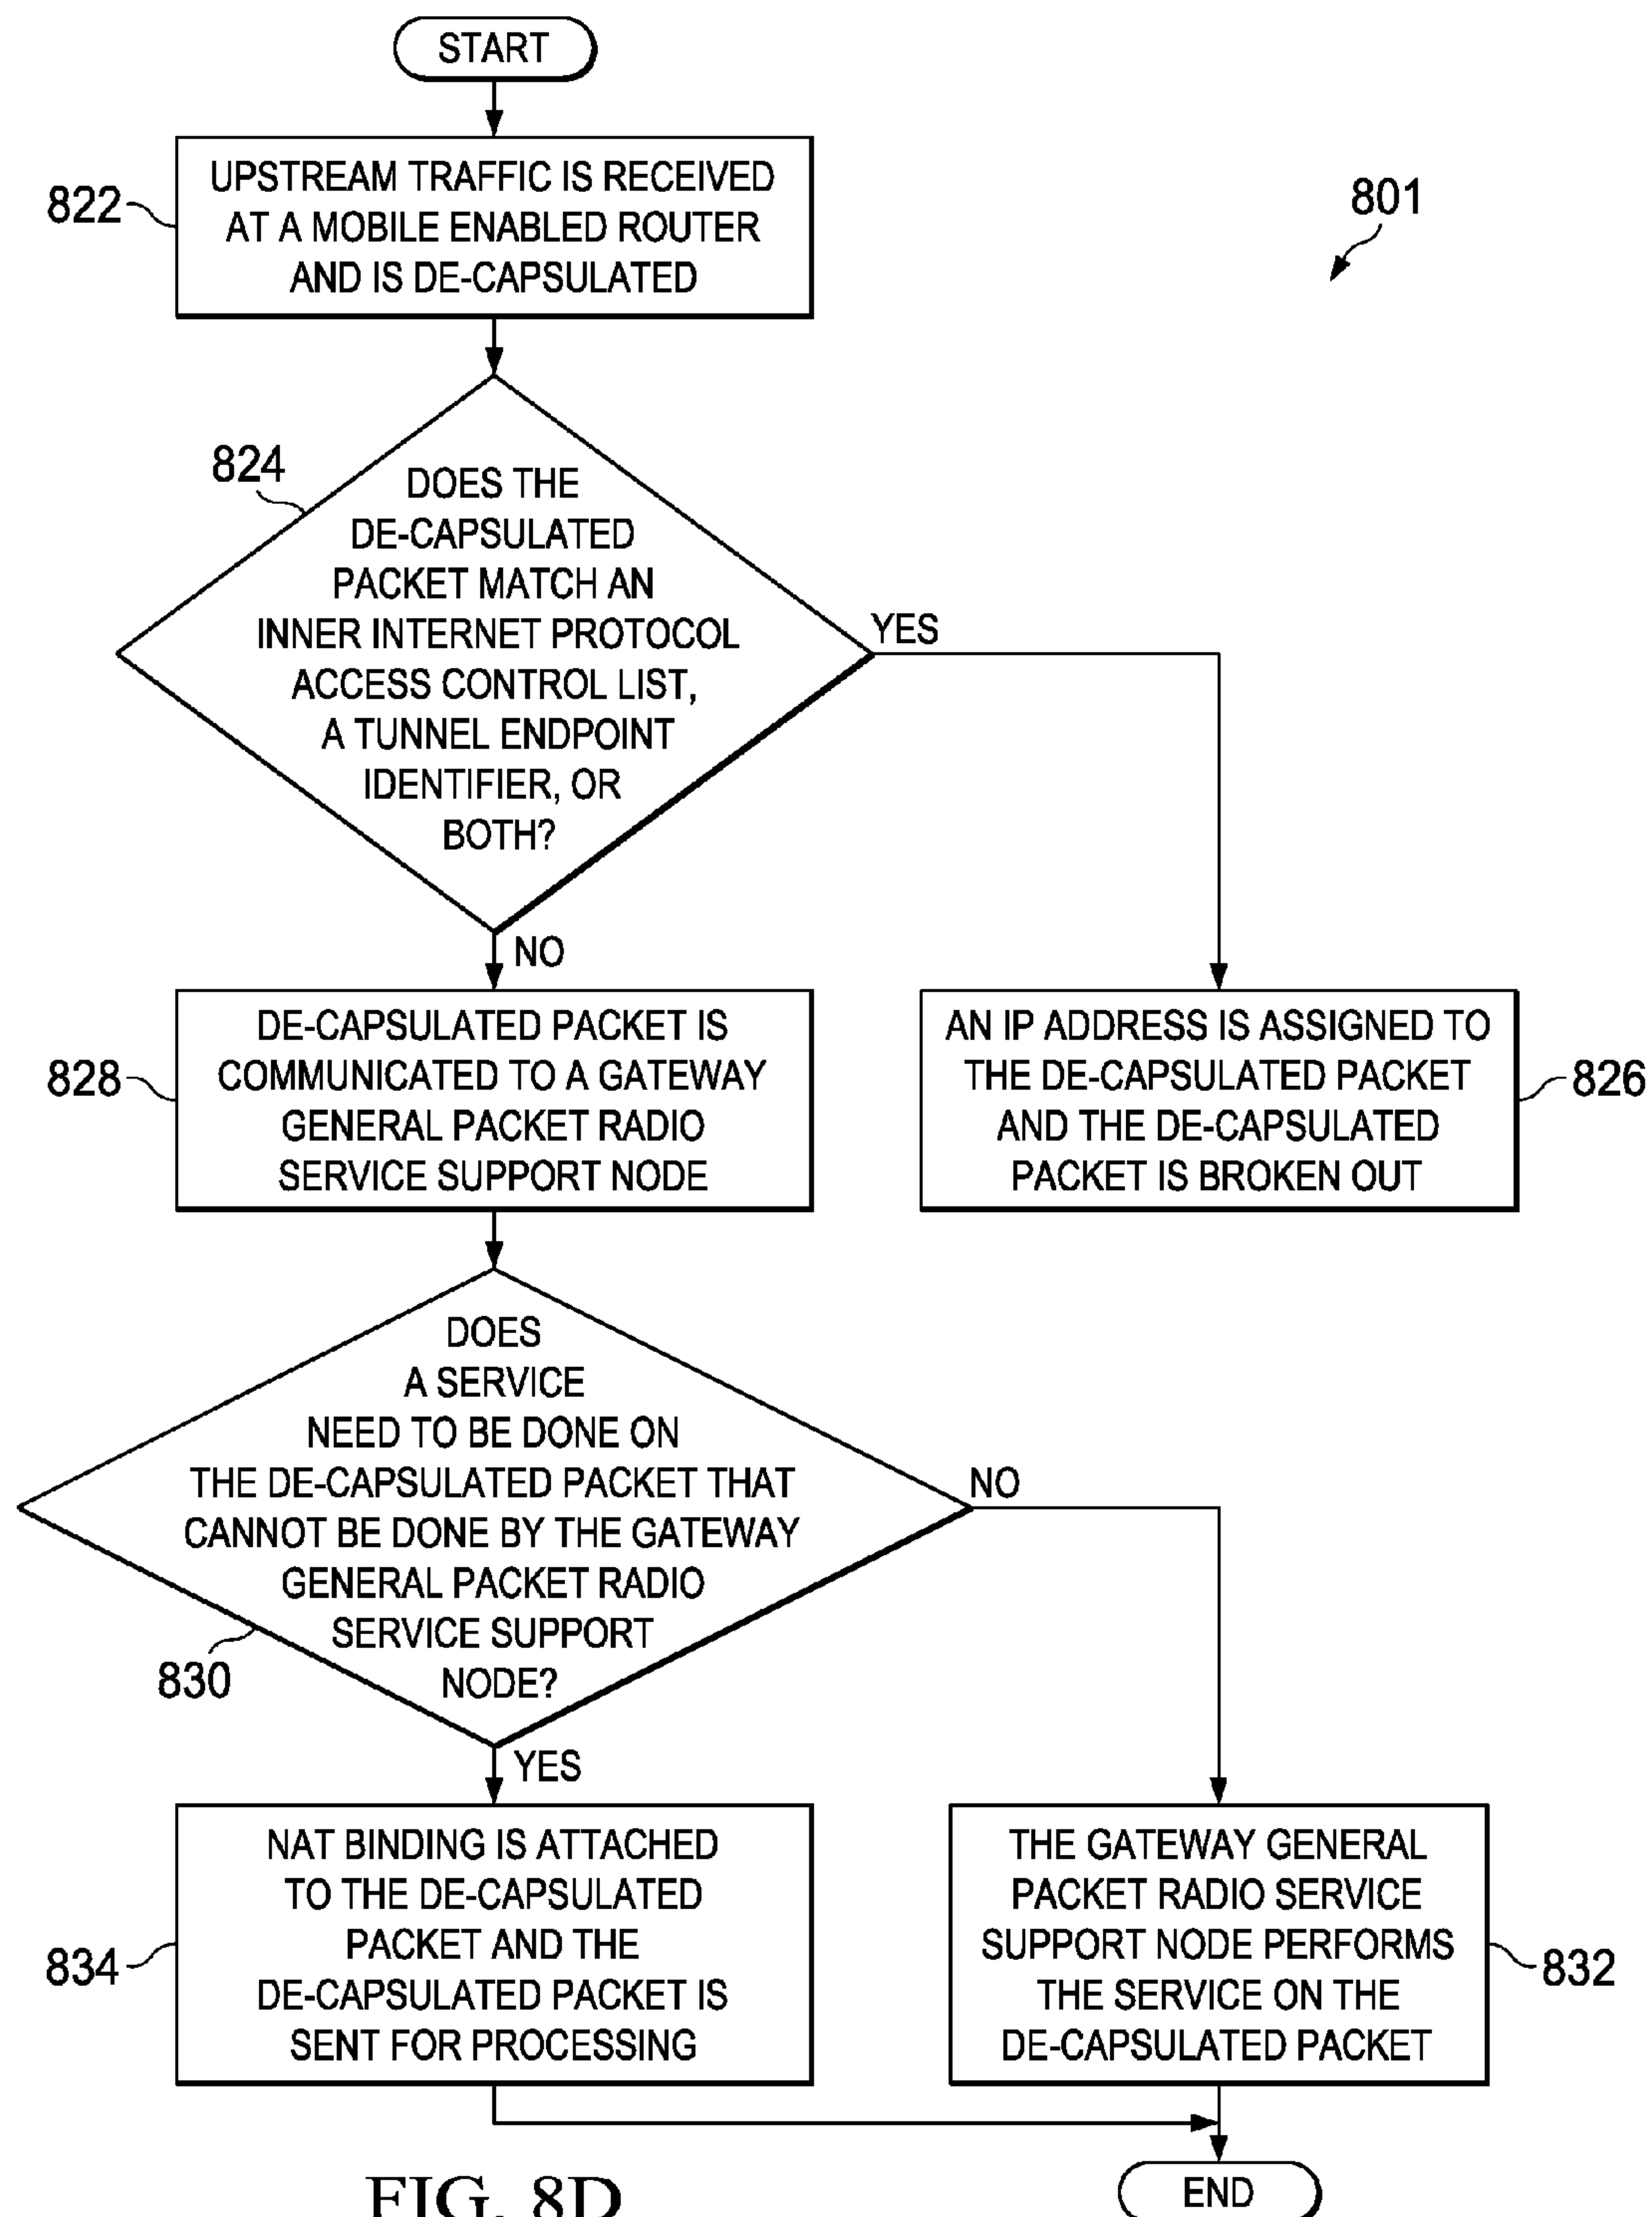 START
UPSTREAM TRAFFIC IS RECEIVED
AT A MOBILE ENABLED ROUTER
AND IS DE-CAPSULATED
822
801
824
DOES THE
DE-CAPSULATED
PACKET MATCH AN
INNER INTERNET PROTOCOL
ACCESS CONTROL LIST,
A TUNNEL ENDPOINT
IDENTIFIER, OR
BOTH?
YES
NO
DE-CAPSULATED PACKET IS
COMMUNICATED TO A GATEWAY
GENERAL PACKET RADIO
SERVICE SUPPORT NODE
828
AN IP ADDRESS IS ASSIGNED TO
THE DE-CAPSULATED PACKET
AND THE DE-CAPSULATED
PACKET IS BROKEN OUT
826
DOES
A SERVICE
NEED TO BE DONE ON
THE DE-CAPSULATED PACKET THAT
CANNOT BE DONE BY THE GATEWAY
GENERAL PACKET RADIO
SERVICE SUPPORT
NODE?
830
NO
YES
NAT BINDING IS ATTACHED
TO THE DE-CAPSULATED
PACKET AND THE
DE-CAPSULATED PACKET IS
SENT FOR PROCESSING
834
THE GATEWAY GENERAL
PACKET RADIO SERVICE
SUPPORT NODE PERFORMS
THE SERVICE ON THE
DE-CAPSULATED PACKET
832
END
FIG. 8D